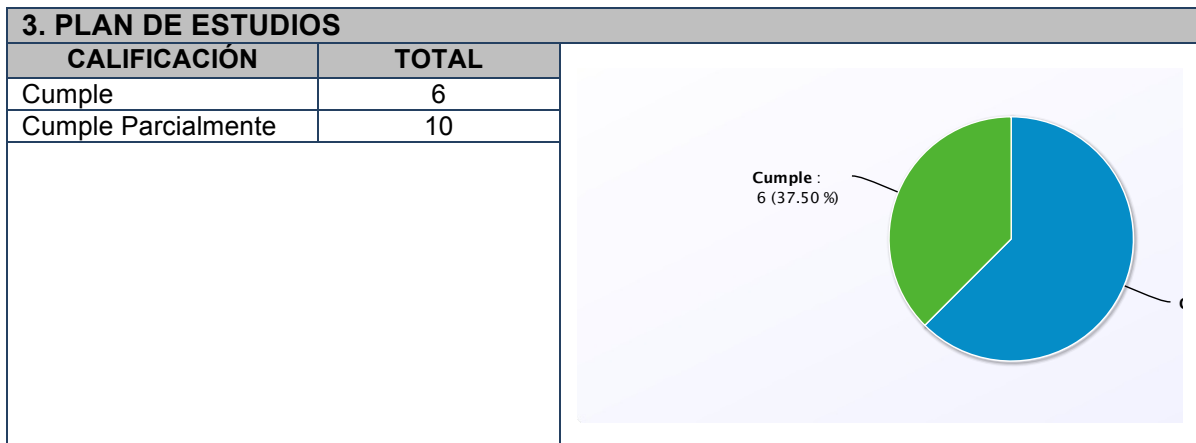 3. PLAN DE ESTUDIOS
CALIFICACIÓN TOTAL
Cumple 6
Cumple Parcialmente 10
Cumple :
6 (37.50 %)